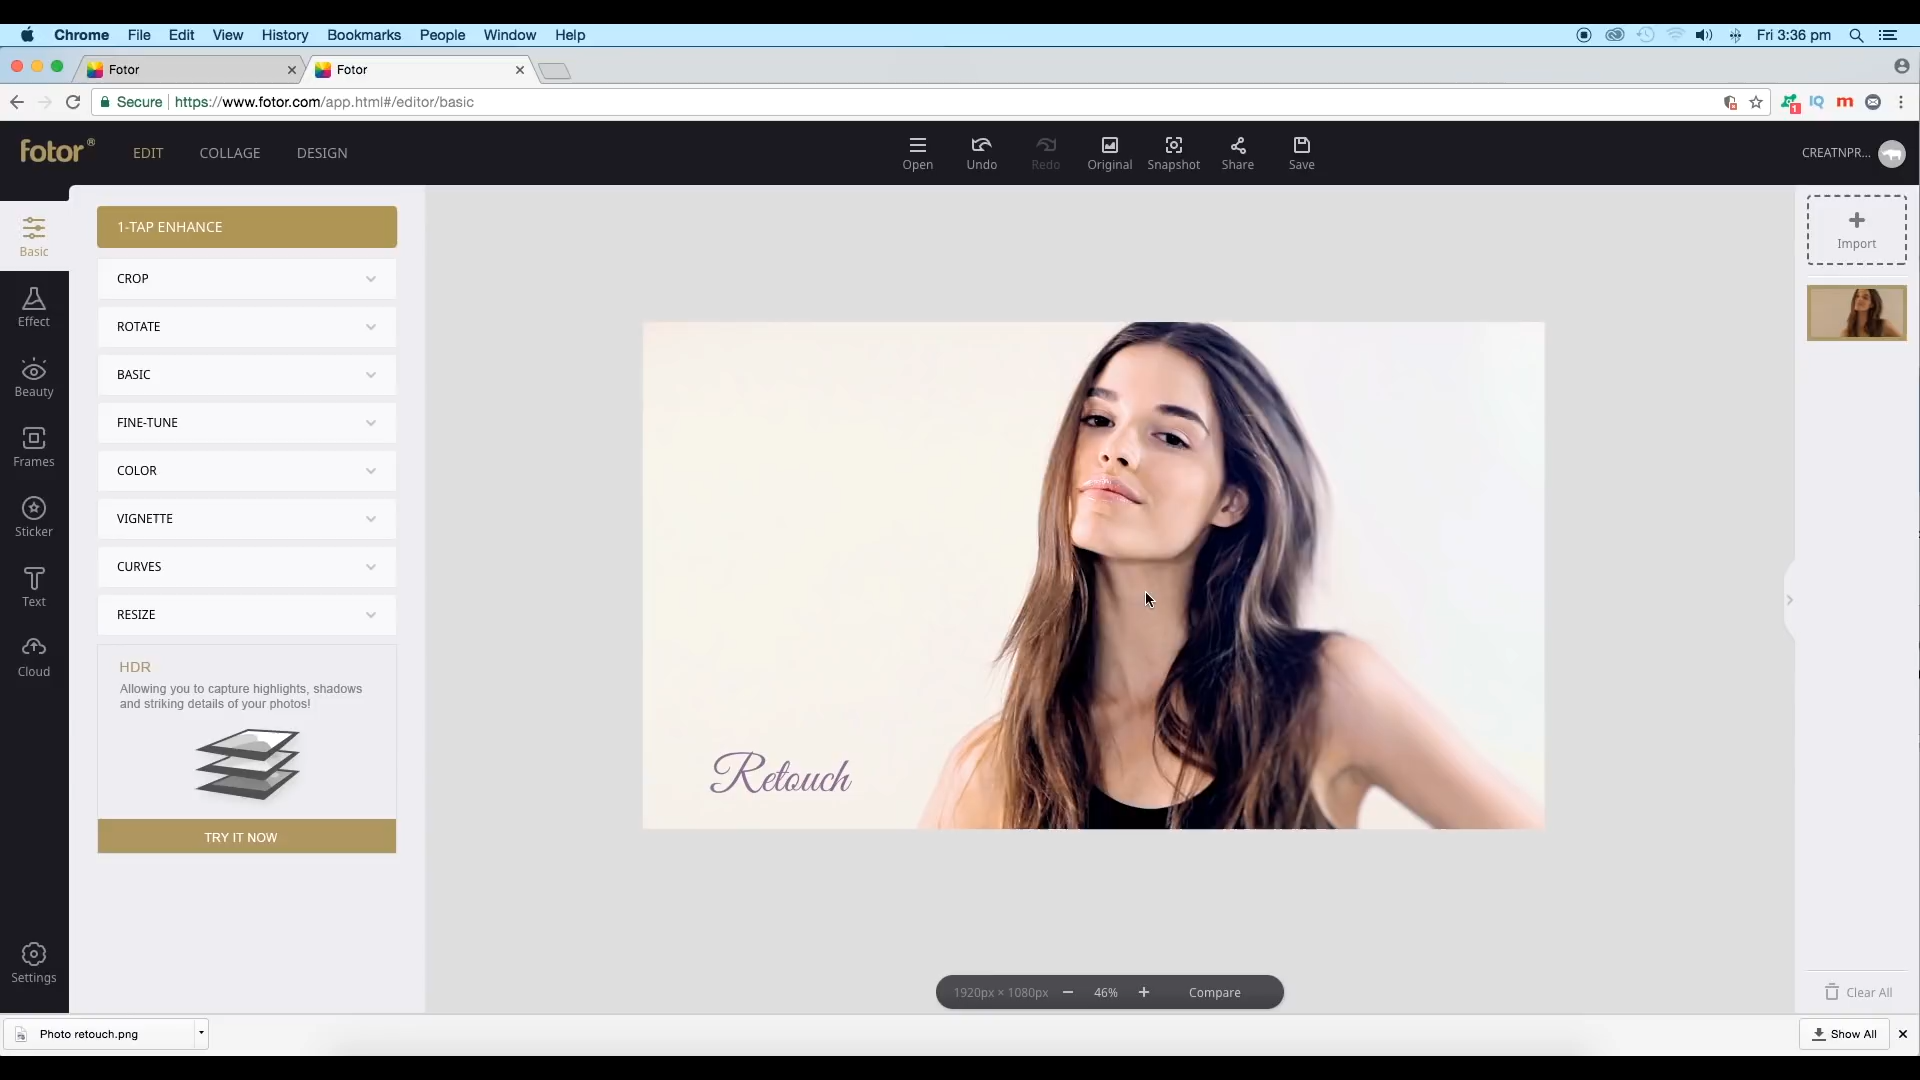 Chrome File Edit View History Bookmarks People Window Help Fri 3:36 pm
Fotor Fotor
Secure https://www.fotor.com/app.html#/editor/basic
1 IQ m
fotor® EDIT COLLAGE DESIGN Open Undo Redo Original Snapshot Share Save CREATNPR...
Basic
Effect
Beauty
Frames
Sticker
Text
Cloud
Settings
1-TAP ENHANCE
CROP
ROTATE
BASIC
FINE-TUNE
COLOR
VIGNETTE
CURVES
RESIZE
HDR
Allowing you to capture highlights, shadows
and striking details of your photos!
TRY IT NOW
Retouch
1920px × 1080px 46% Compare
Import
Clear All
Photo retouch.png Show All